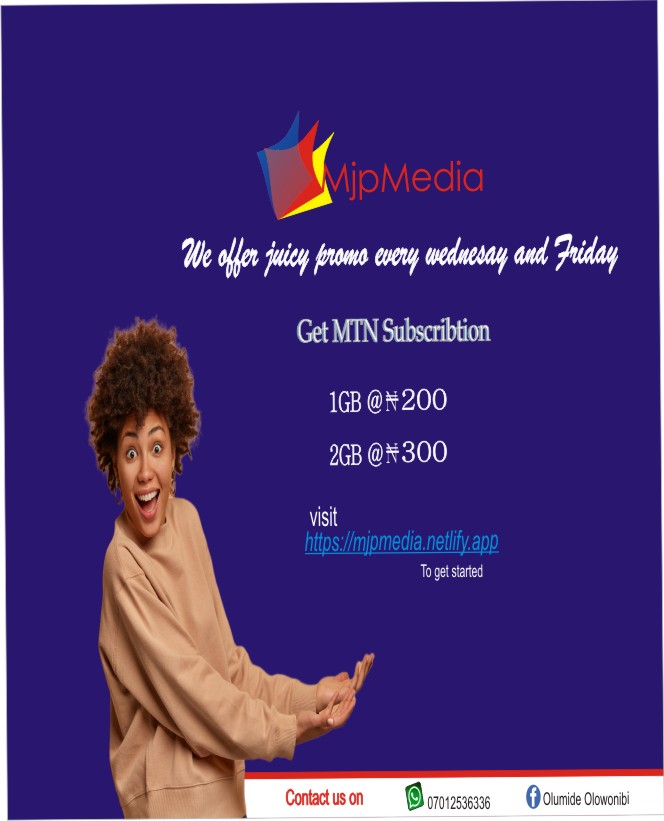 MjpMedia
We offer juicy promo every wednesay and Friday
Get MTN Subscribtion
1GB @₦200
2GB @₦300
visit
https://mjpmedia.netlify.app
To get started
Contact us on 07012536336 Olumide Olowonibi